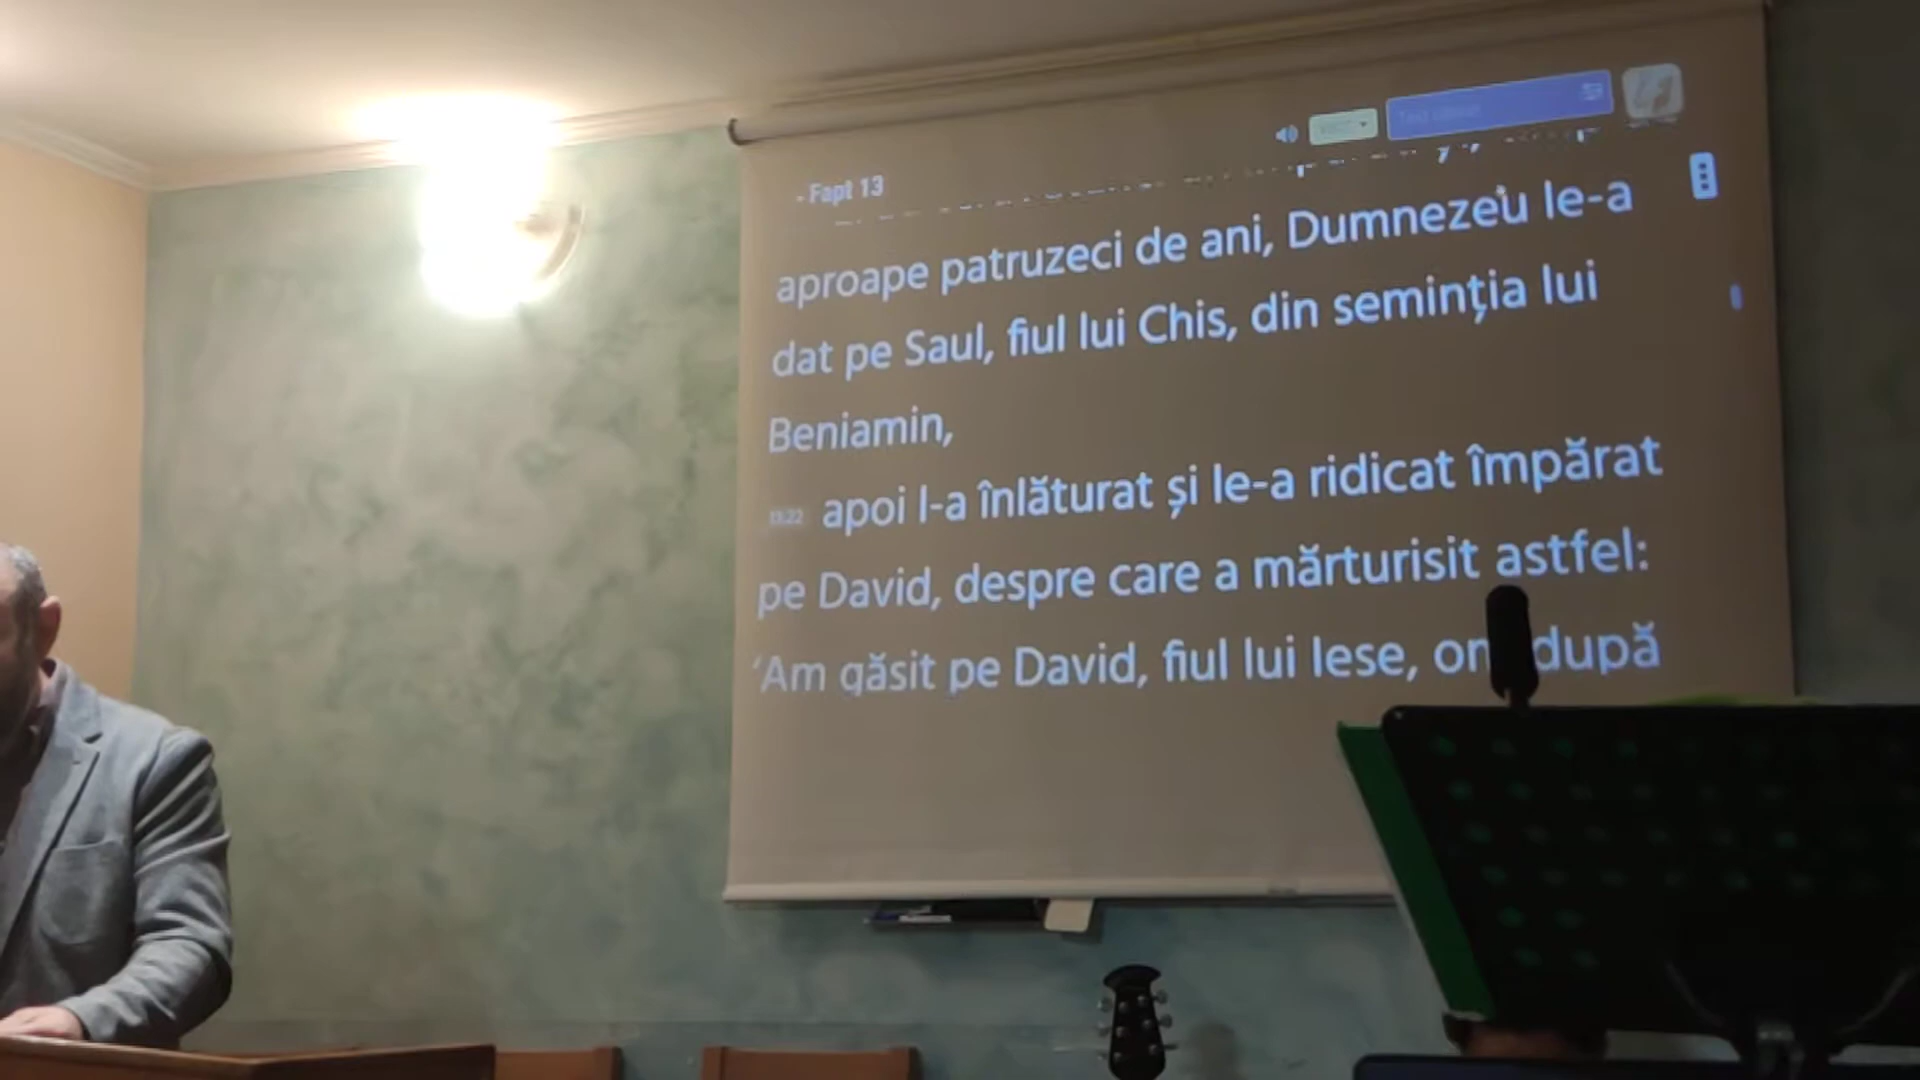 - Fapt 13
aproape patruzeci de ani, Dumnezeu le-a
dat pe Saul, fiul lui Chis, din seminția lui
Beniamin,
13:22 apoi l-a înlăturat și le-a ridicat împărat
pe David, despre care a mărturisit astfel:
‘Am găsit pe David, fiul lui Iese, om după